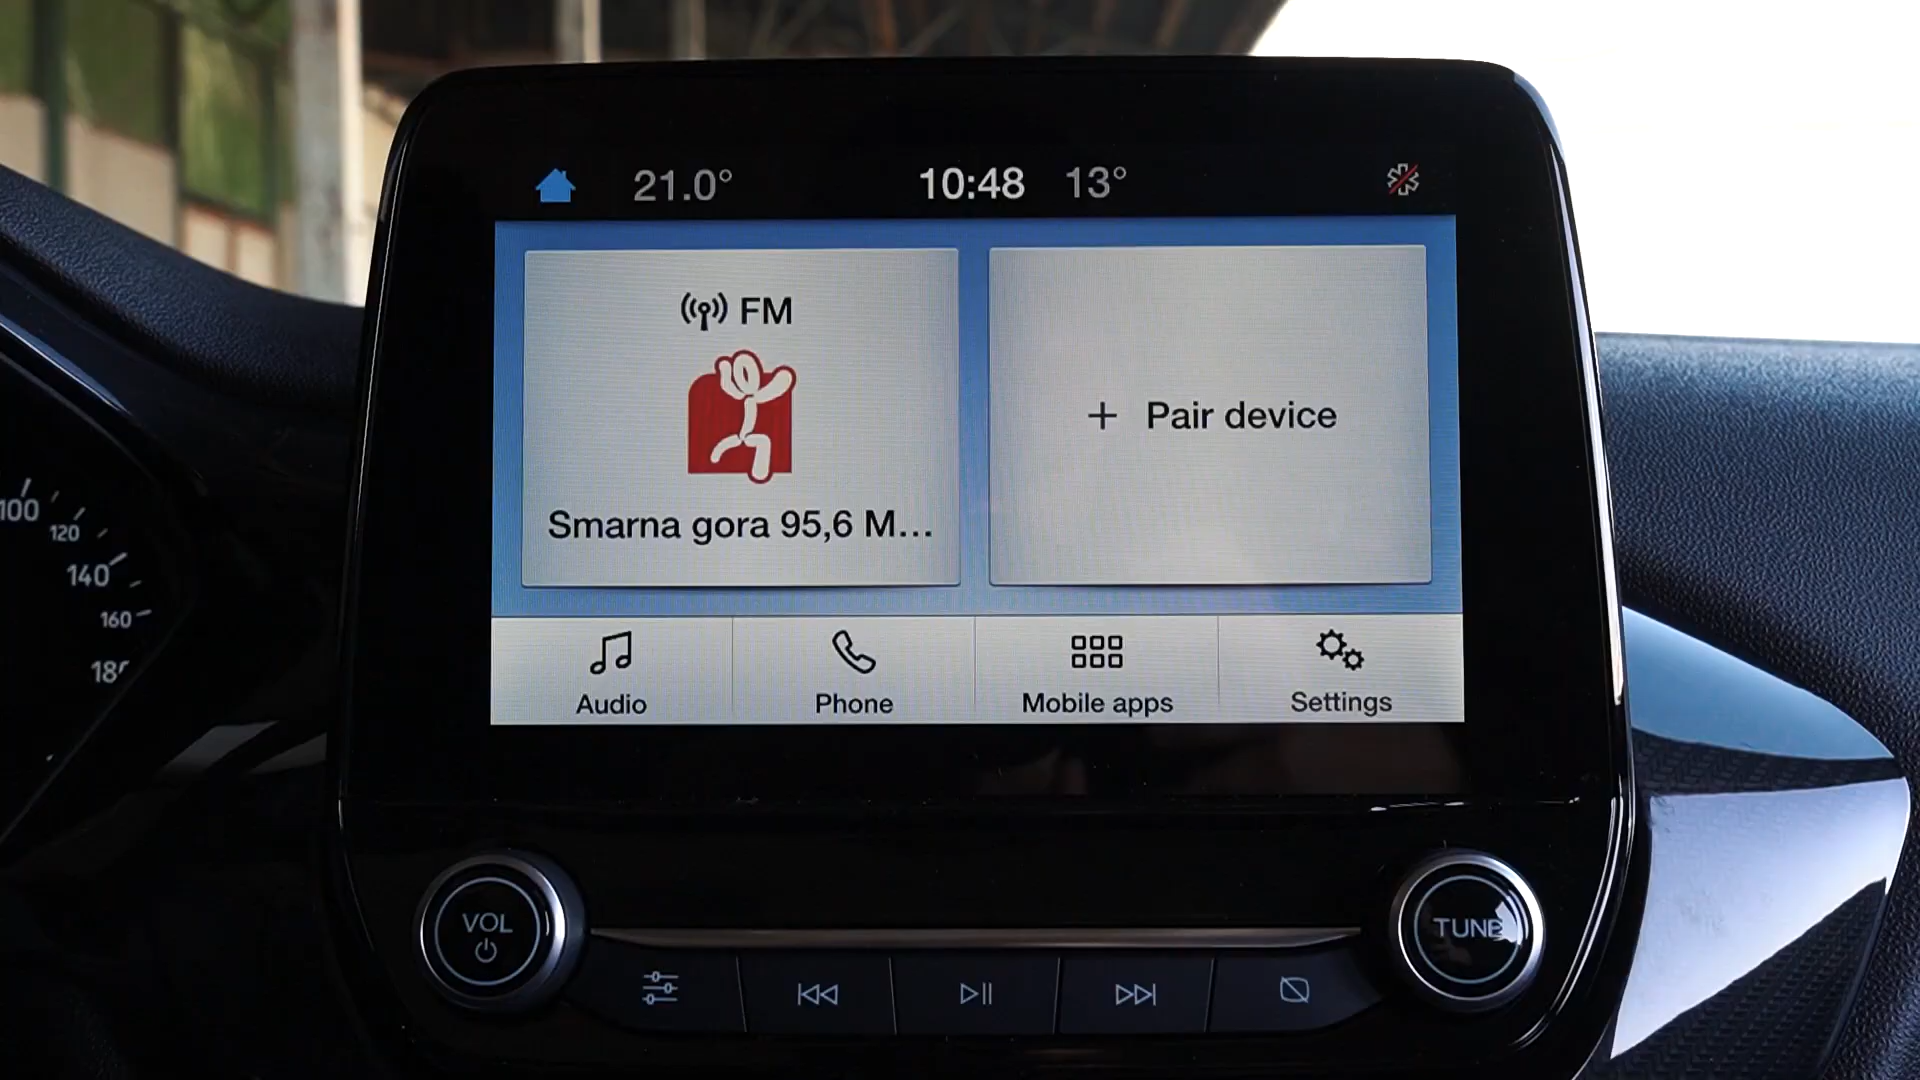 21.0° 10:48 13°
FM
Smarna gora 95,6 M...
+ Pair device
Audio Phone Mobile apps Settings
100
120
140
160
VOL
TUNE